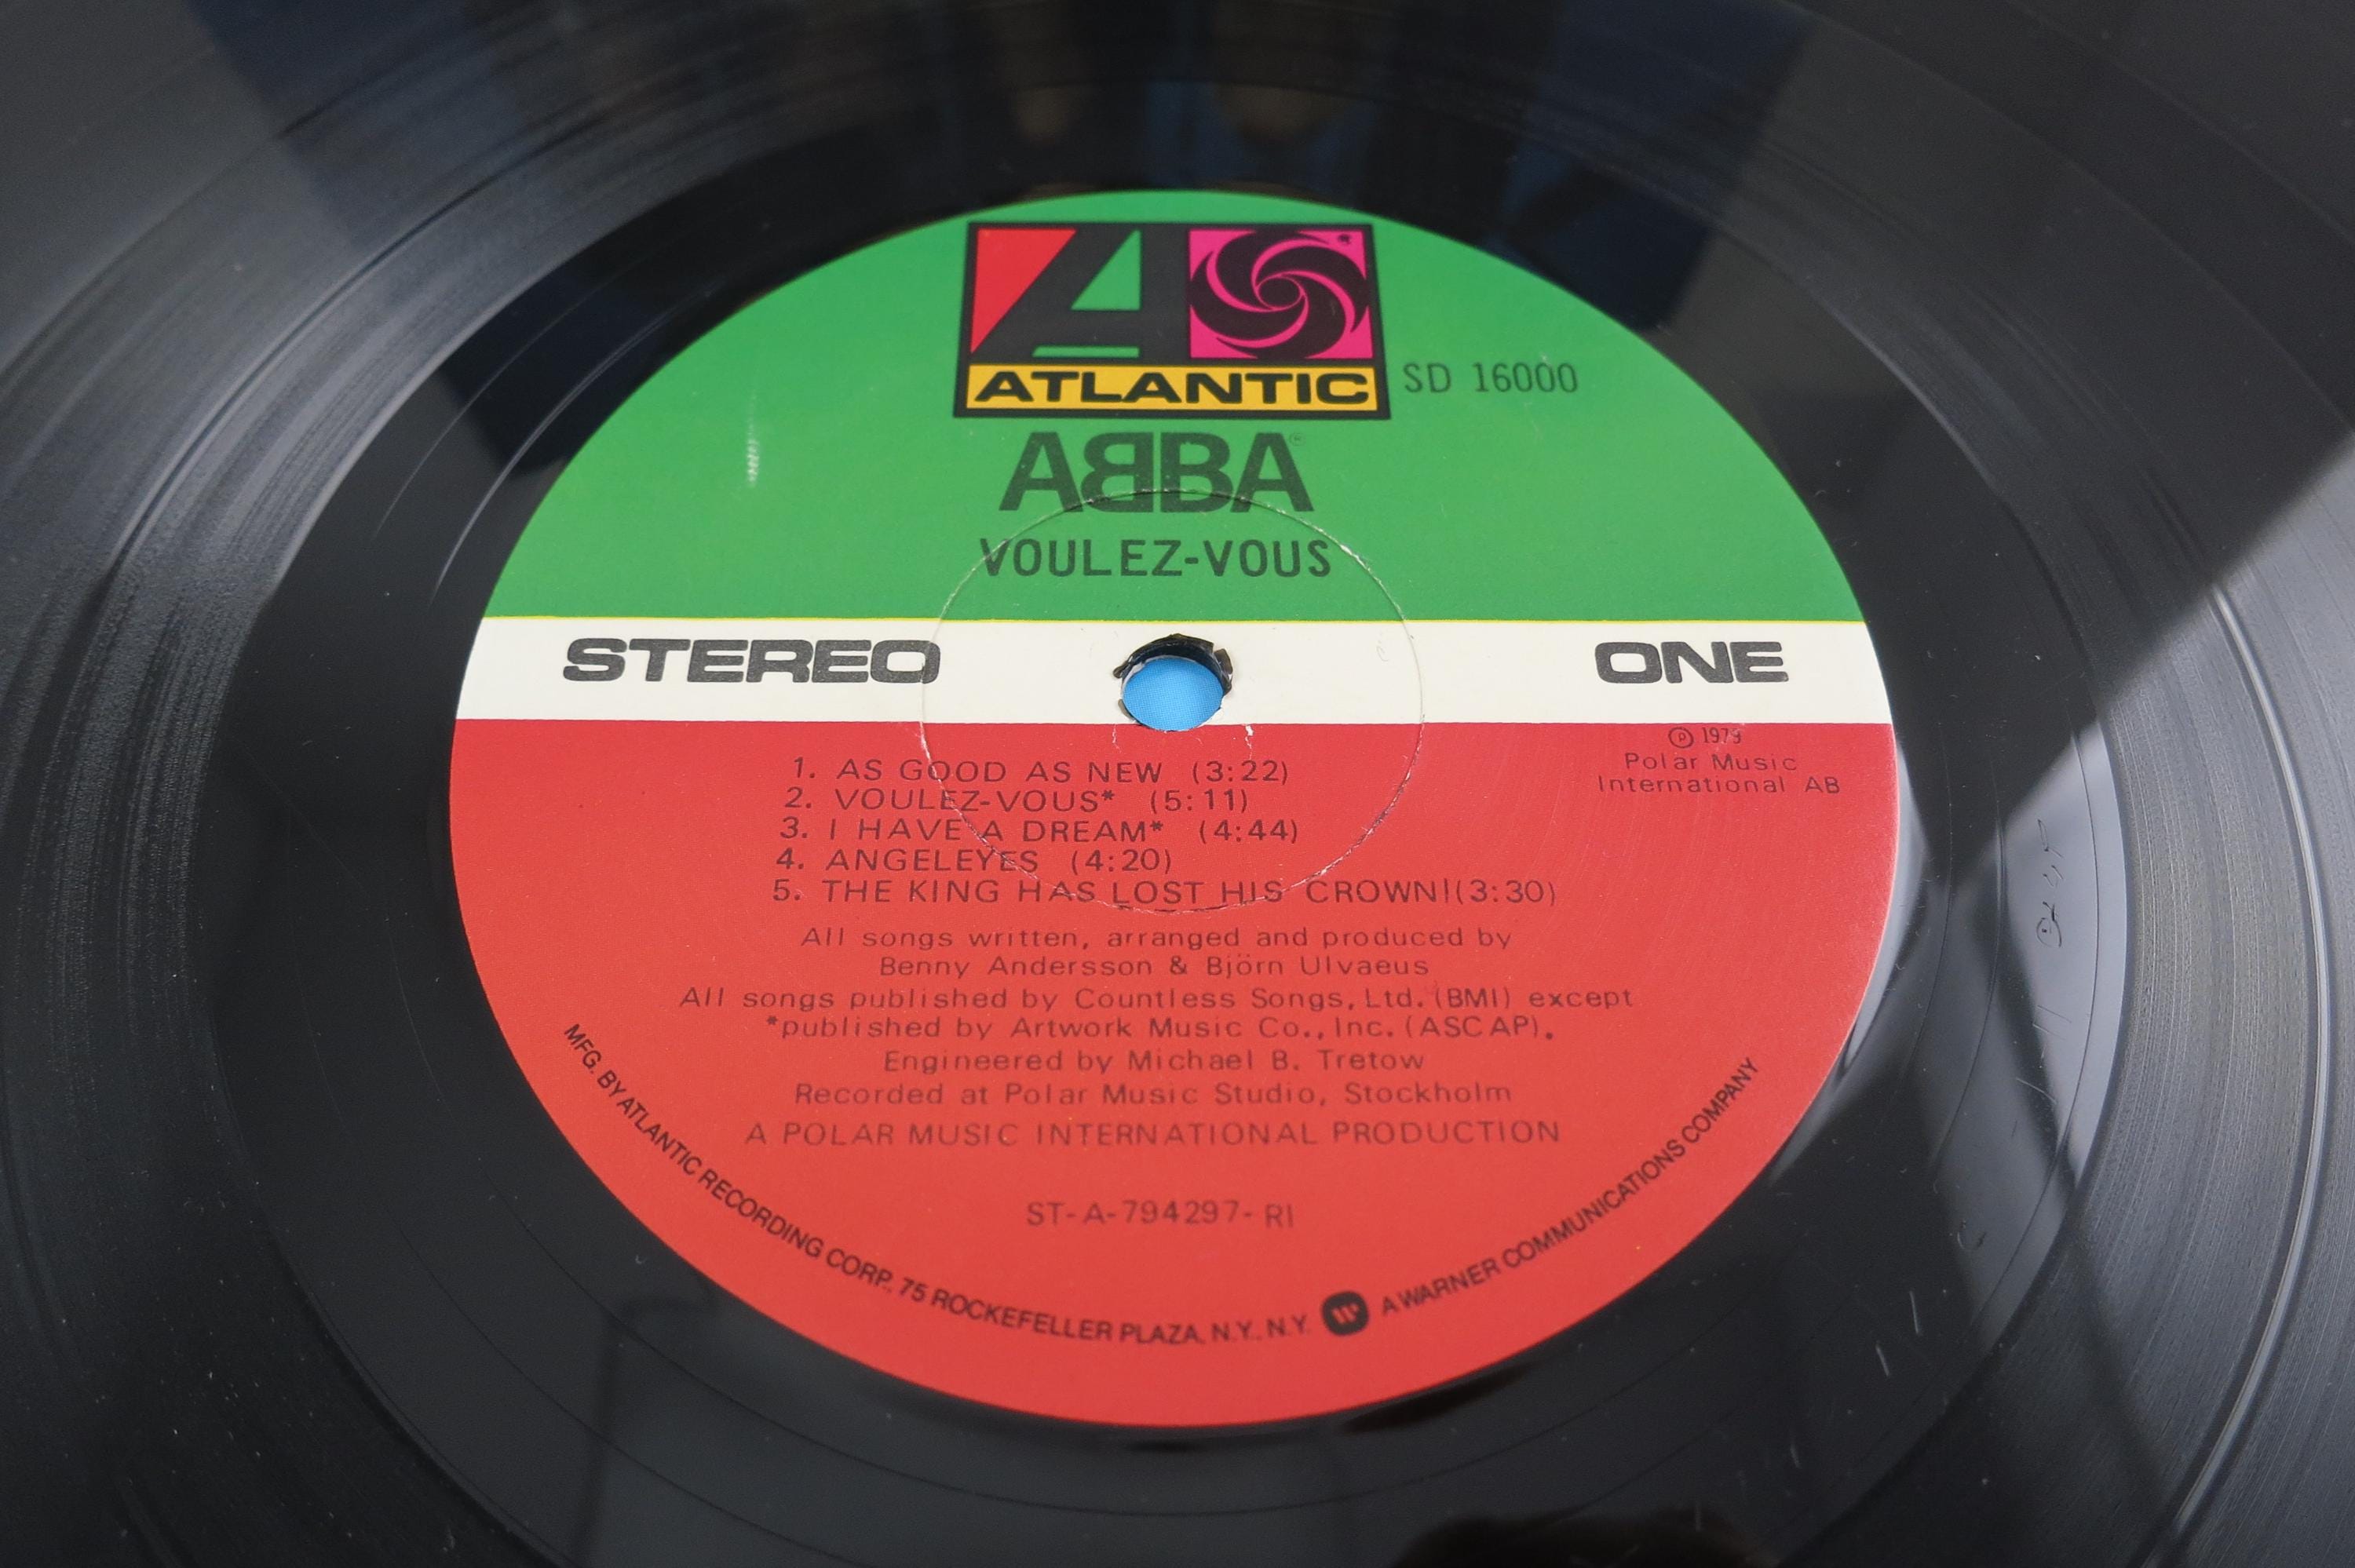 ATLANTIC
SD 16000
ABBA®
VOULEZ-VOUS
STEREO
ONE
℗ 1979
Polar Music
International AB
1. AS GOOD AS NEW (3:22)
2. VOULEZ-VOUS* (5:11)
3. I HAVE A DREAM* (4:44)
4. ANGELEYES (4:20)
5. THE KING HAS LOST HIS CROWN!(3:30)
All songs written, arranged and produced by
Benny Andersson & Björn Ulvaeus
All songs published by Countless Songs, Ltd. (BMI) except
*published by Artwork Music Co., Inc. (ASCAP).
Engineered by Michael B. Tretow
Recorded at Polar Music Studio, Stockholm
A POLAR MUSIC INTERNATIONAL PRODUCTION
ST-A-794297-RI
MFG. BY ATLANTIC RECORDING CORP., 75 ROCKEFELLER PLAZA, N.Y., N.Y. W A WARNER COMMUNICATIONS COMPANY